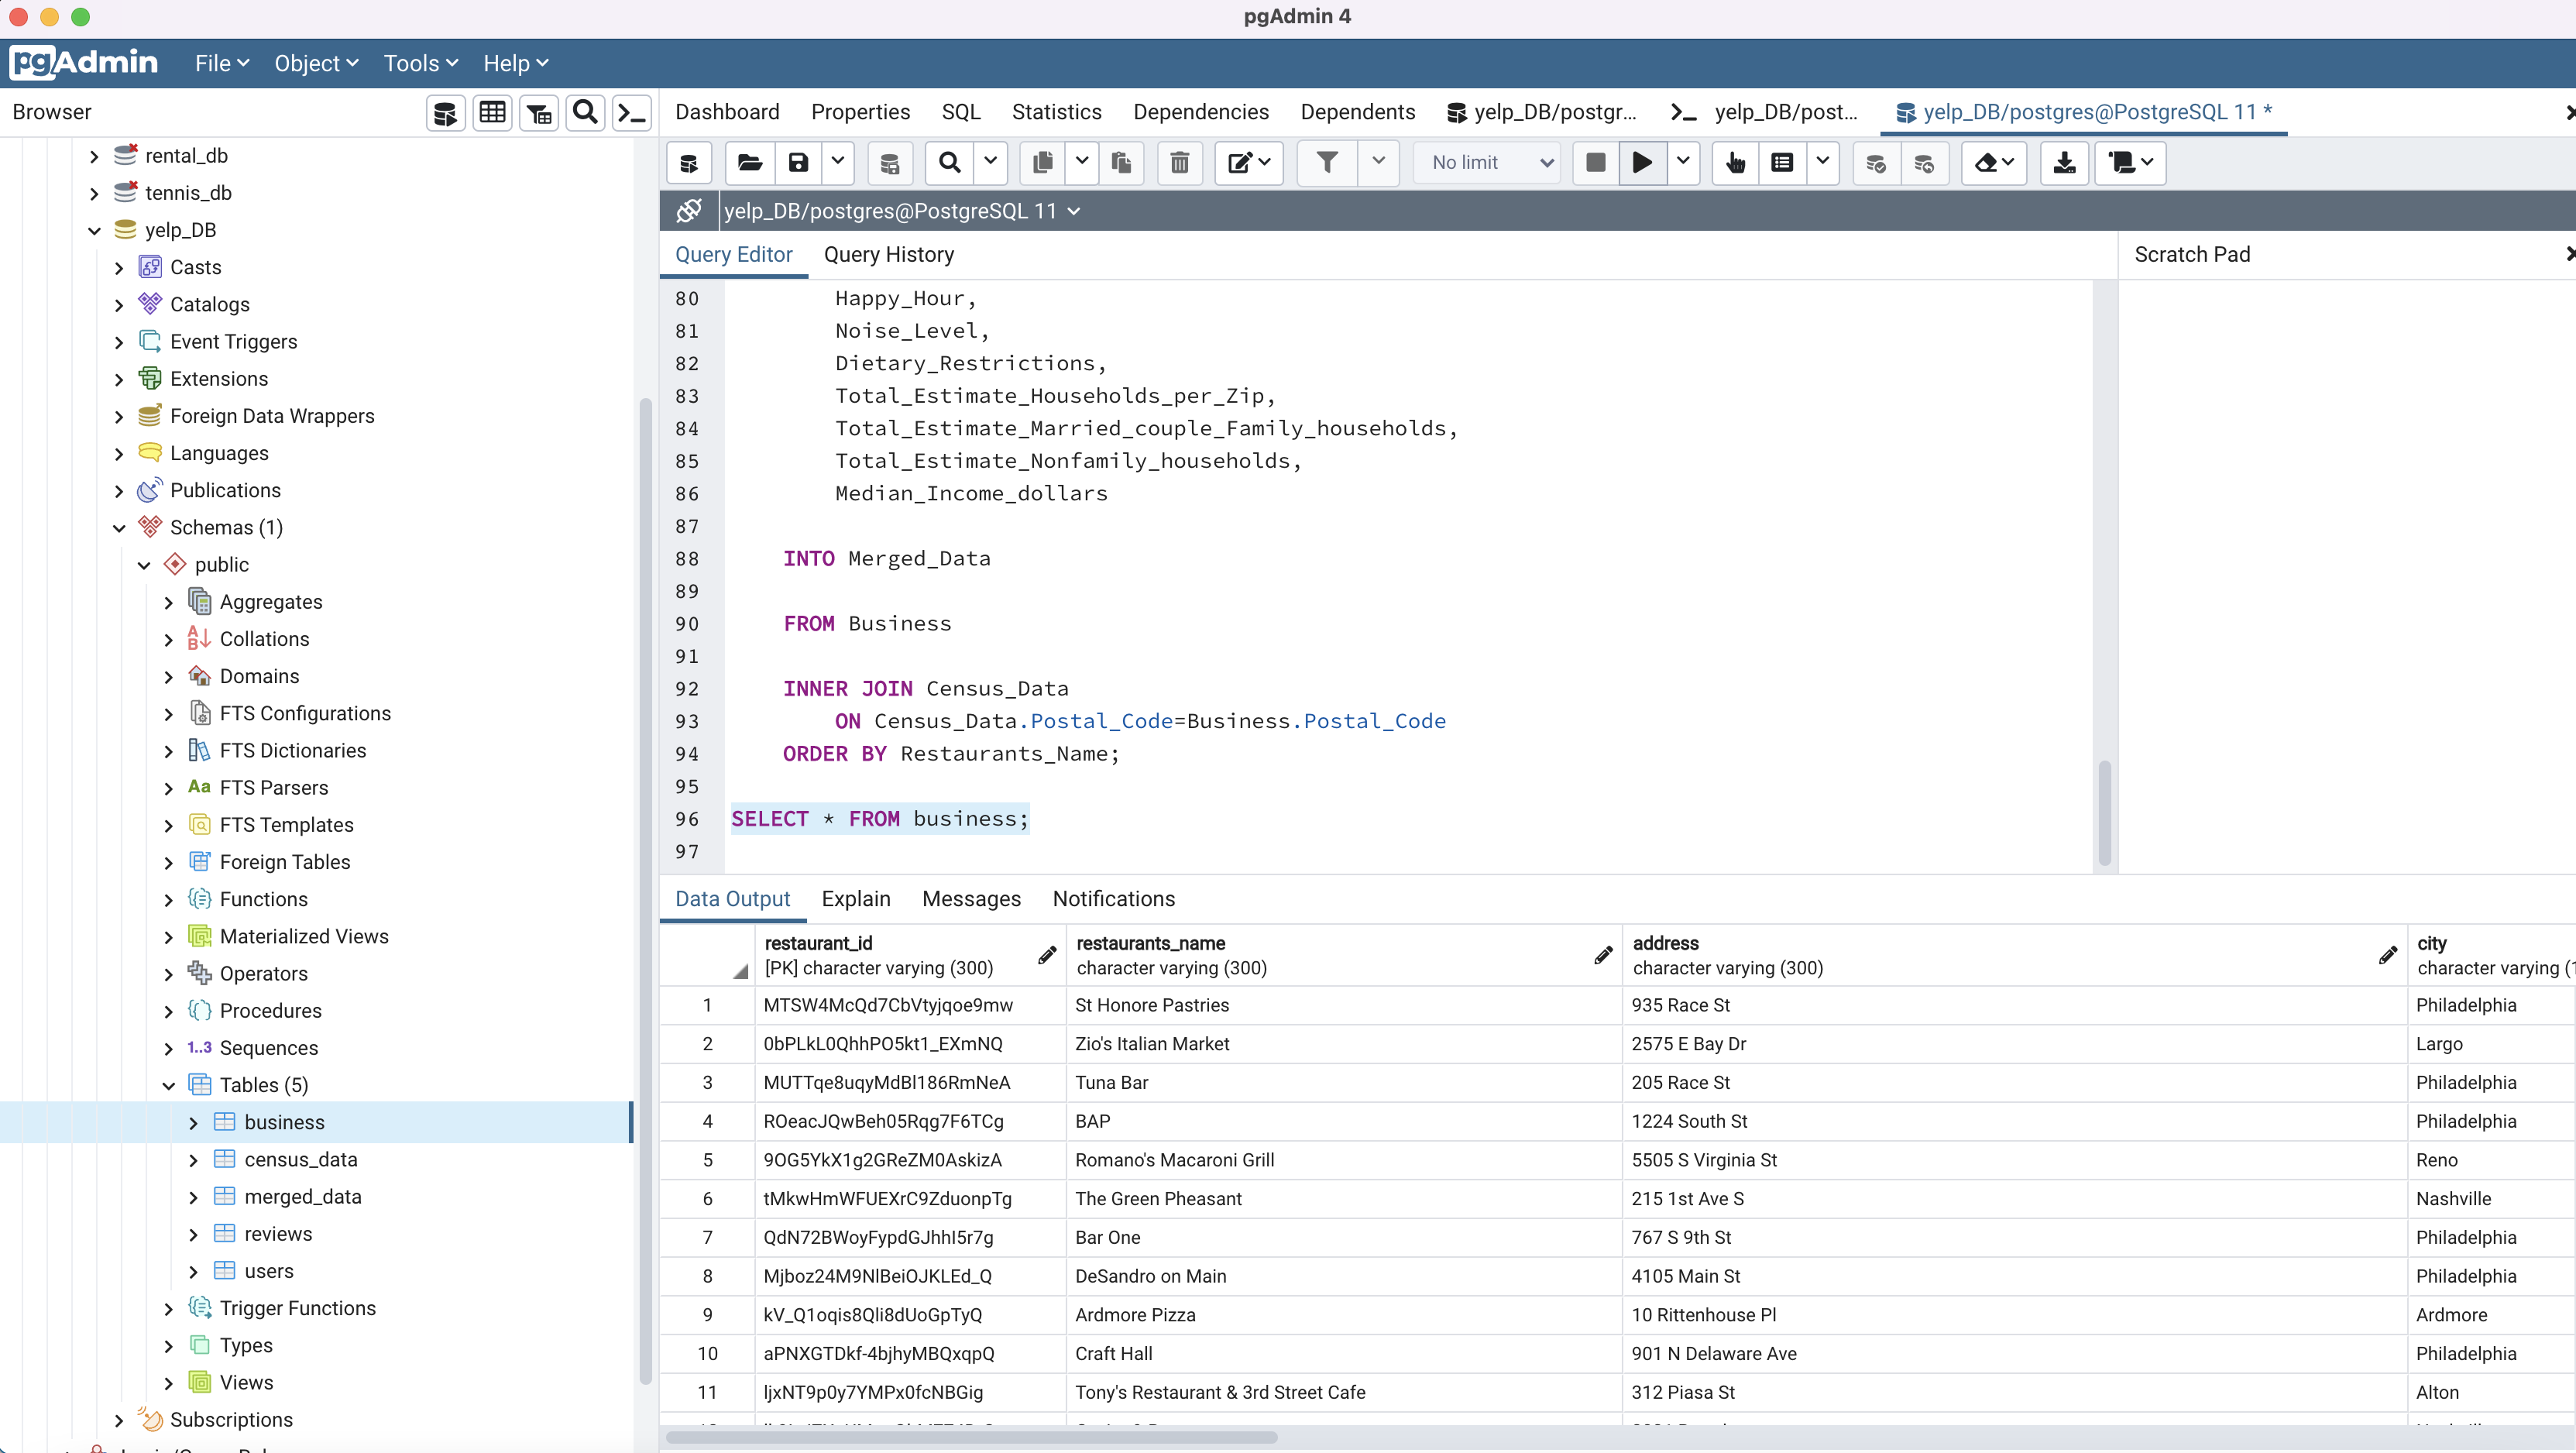 pgAdmin 4
pgAdmin File Object Tools Help
Browser
Dashboard Properties SQL Statistics Dependencies Dependents yelp_DB/postgr... yelp_DB/post... yelp_DB/postgres@PostgreSQL 11 *
rental_db
tennis_db
yelp_DB
Casts
Catalogs
Event Triggers
Extensions
Foreign Data Wrappers
Languages
Publications
Schemas (1)
public
Aggregates
Collations
Domains
FTS Configurations
FTS Dictionaries
Aa FTS Parsers
FTS Templates
Foreign Tables
Functions
Materialized Views
Operators
Procedures
1..3 Sequences
Tables (5)
business
census_data
merged_data
reviews
users
Trigger Functions
Types
Views
Subscriptions
No limit
yelp_DB/postgres@PostgreSQL 11
Query Editor Query History
Scratch Pad
80 Happy_Hour,
81 Noise_Level,
82 Dietary_Restrictions,
83 Total_Estimate_Households_per_Zip,
84 Total_Estimate_Married_couple_Family_households,
85 Total_Estimate_Nonfamily_households,
86 Median_Income_dollars
87
88 INTO Merged_Data
89
90 FROM Business
91
92 INNER JOIN Census_Data
93 ON Census_Data.Postal_Code=Business.Postal_Code
94 ORDER BY Restaurants_Name;
95
96 SELECT * FROM business;
97
Data Output Explain Messages Notifications
restaurant_id restaurants_name address city
[PK] character varying (300) character varying (300) character varying (300) character varying (1
1 MTSW4McQd7CbVtyjqoe9mw St Honore Pastries 935 Race St Philadelphia
2 0bPLkL0QhhPO5kt1_EXmNQ Zio's Italian Market 2575 E Bay Dr Largo
3 MUTTqe8uqyMdBl186RmNeA Tuna Bar 205 Race St Philadelphia
4 ROeacJQwBeh05Rqg7F6TCg BAP 1224 South St Philadelphia
5 9OG5YkX1g2GReZM0AskizA Romano's Macaroni Grill 5505 S Virginia St Reno
6 tMkwHmWFUEXrC9ZduonpTg The Green Pheasant 215 1st Ave S Nashville
7 QdN72BWoyFypdGJhhI5r7g Bar One 767 S 9th St Philadelphia
8 Mjboz24M9NlBeiOJKLEd_Q DeSandro on Main 4105 Main St Philadelphia
9 kV_Q1oqis8Qli8dUoGpTyQ Ardmore Pizza 10 Rittenhouse Pl Ardmore
10 aPNXGTDkf-4bjhyMBQxqpQ Craft Hall 901 N Delaware Ave Philadelphia
11 ljxNT9p0y7YMPx0fcNBGig Tony's Restaurant & 3rd Street Cafe 312 Piasa St Alton